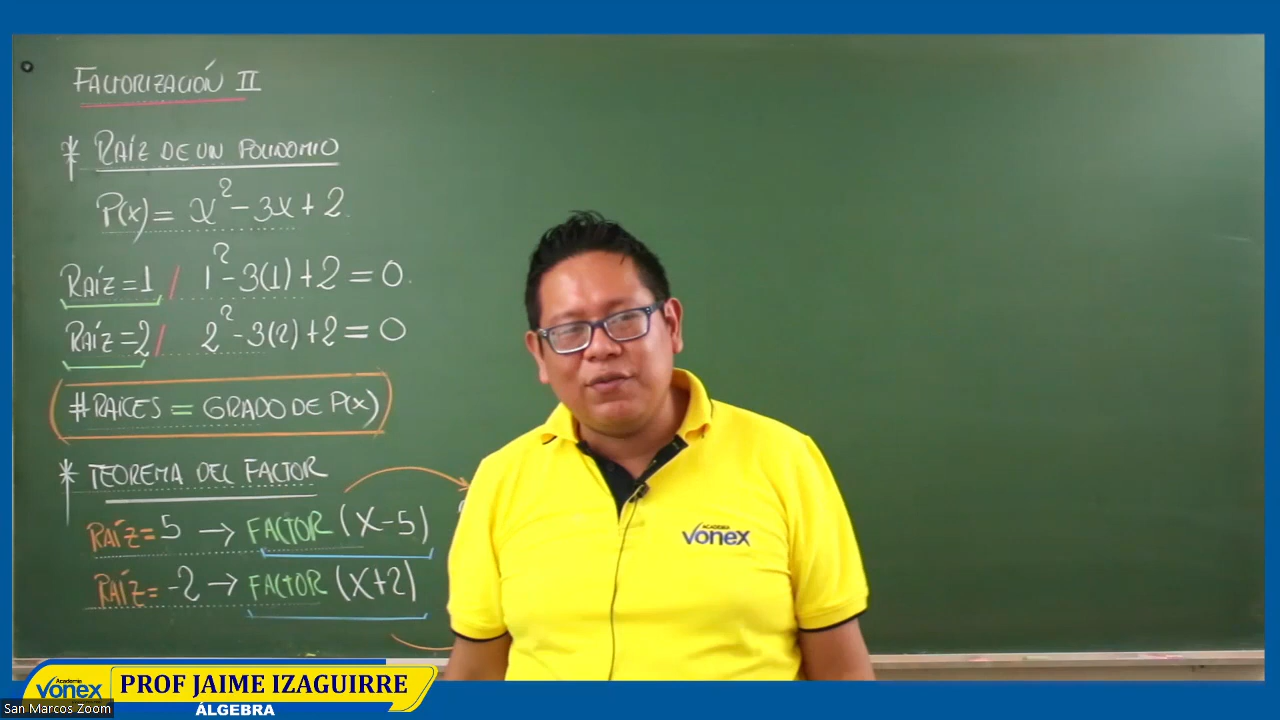 FACTORIZACIÓN II
* RAÍZ DE UN POLINOMIO
P(x) = x² - 3x + 2.
RAÍZ = 1 / 1² - 3(1) + 2 = 0.
RAÍZ = 2 / 2² - 3(2) + 2 = 0
# RAICES = GRADO DE P(x)
* TEOREMA DEL FACTOR
RAÍZ = 5 → FACTOR (X-5)
RAÍZ = -2 → FACTOR (X+2)
ACADEMIA
vonex
Academia
vonex
PROF JAIME IZAGUIRRE
ÁLGEBRA
San Marcos Zoom